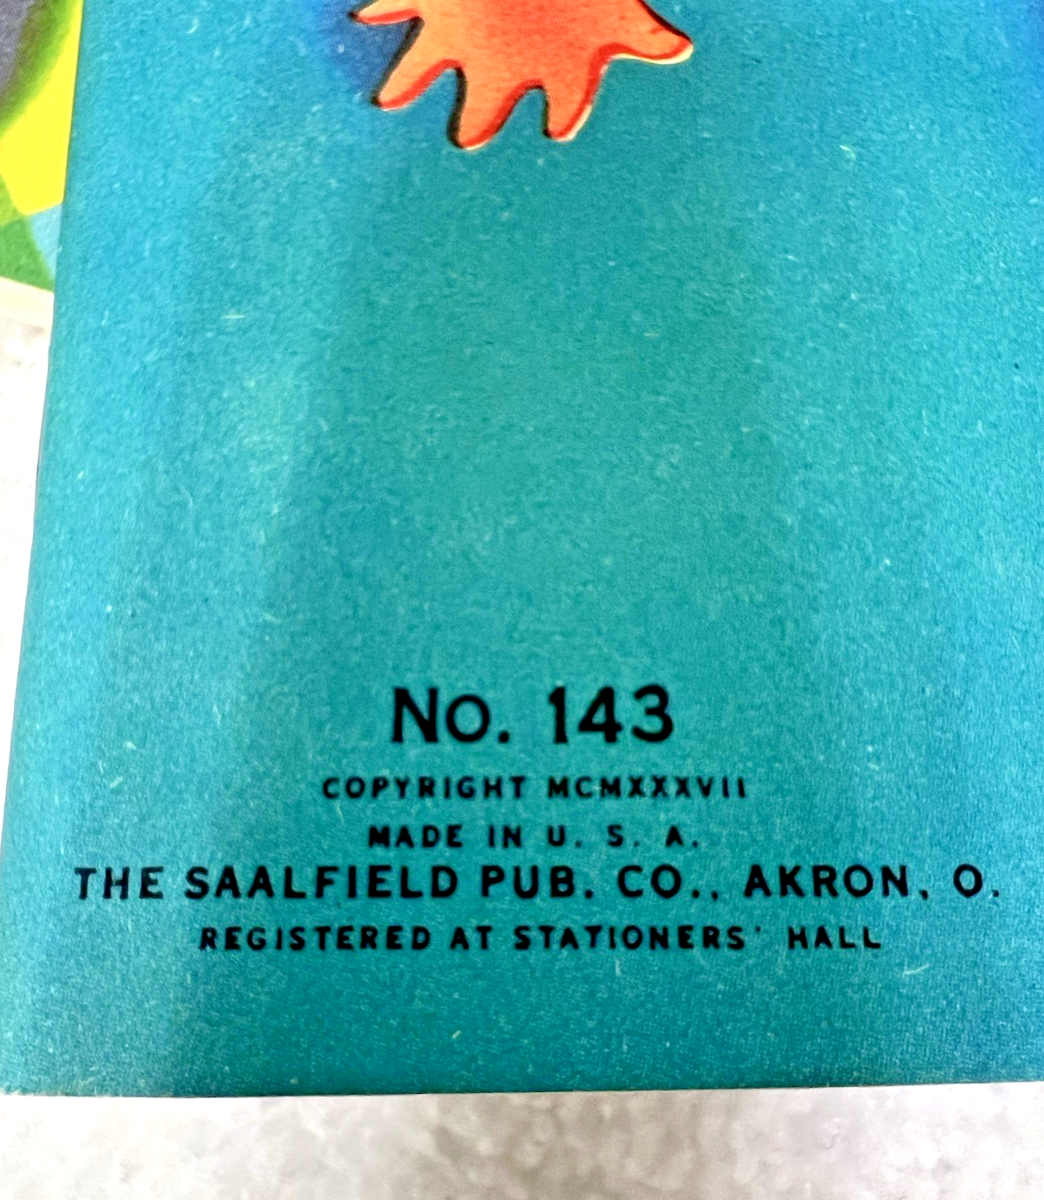 No. 143
COPYRIGHT MCMXXXVII
MADE IN U. S. A.
THE SAALFIELD PUB. CO., AKRON, O.
REGISTERED AT STATIONERS' HALL